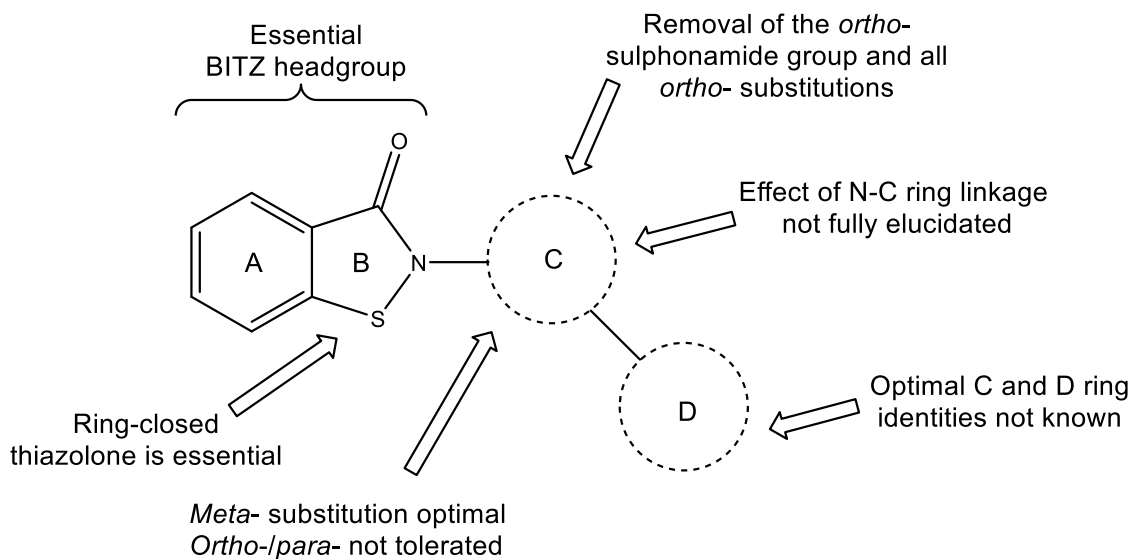 Essential
BITZ headgroup
Removal of the ortho-
sulphonamide group and all
ortho- substitutions
O
Effect of N-C ring linkage
not fully elucidated
A
B
N
C
S
D
Optimal C and D ring
identities not known
Ring-closed
thiazolone is essential
Meta- substitution optimal
Ortho-/para- not tolerated